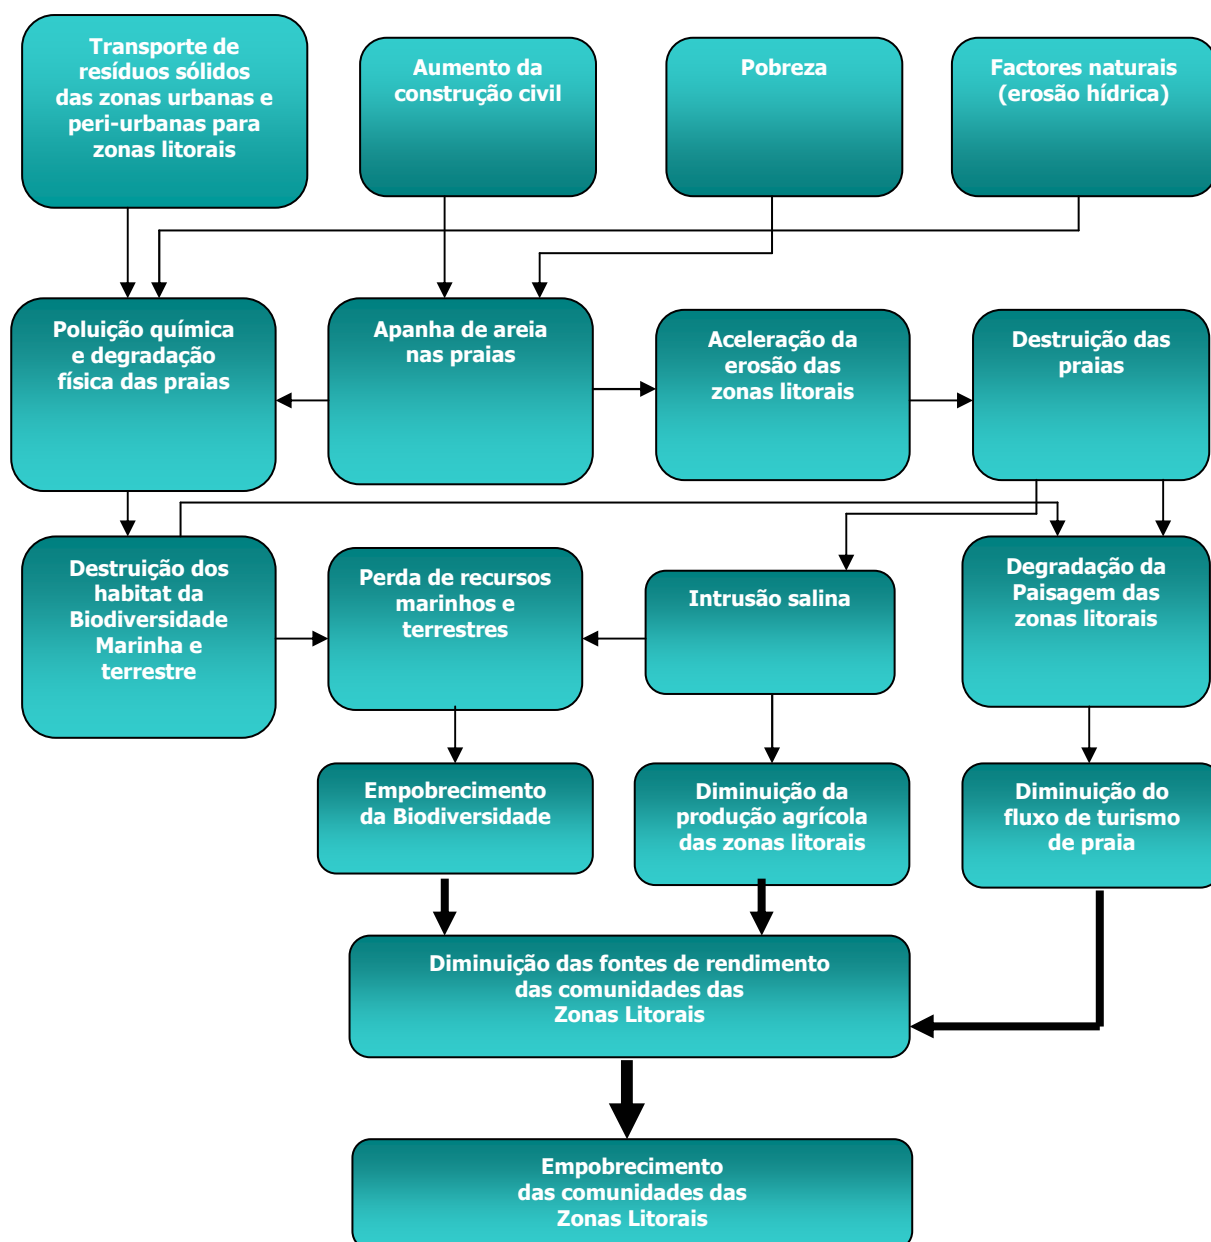 Transporte de
resíduos sólidos
das zonas urbanas e
peri-urbanas para
zonas litorais
Aumento da
construção civil
Pobreza
Factores naturais
(erosão hídrica)
Poluição química
e degradação
física das praias
Apanha de areia
nas praias
Aceleração da
erosão das
zonas litorais
Destruição das
praias
Destruição dos
habitat da
Biodiversidade
Marinha e
terrestre
Perda de recursos
marinhos e
terrestres
Intrusão salina
Degradação da
Paisagem das
zonas litorais
Empobrecimento
da Biodiversidade
Diminuição da
produção agrícola
das zonas litorais
Diminuição do
fluxo de turismo
de praia
Diminuição das fontes de rendimento
das comunidades das
Zonas Litorais
Empobrecimento
das comunidades das
Zonas Litorais